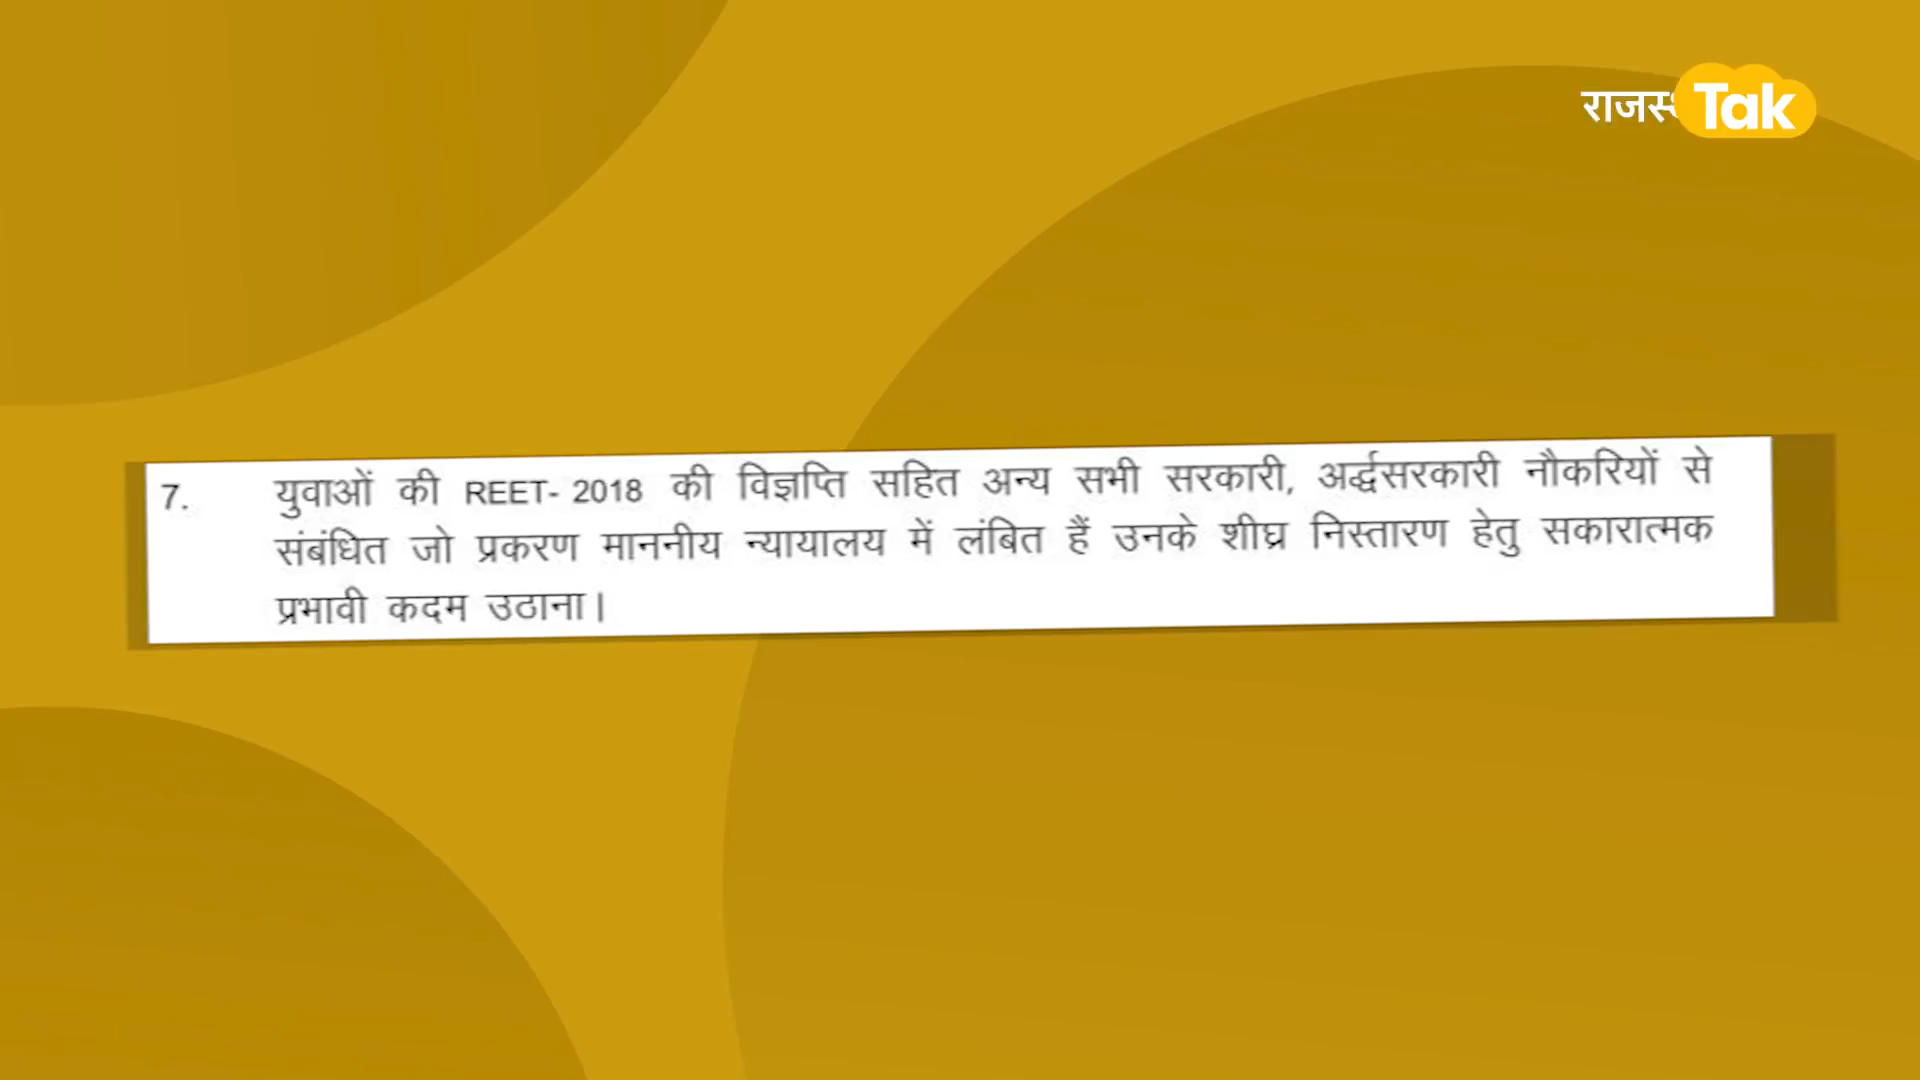 राजस्थ Tak
7. युवाओं की REET- 2018 की विज्ञप्ति सहित अन्य सभी सरकारी, अर्द्धसरकारी नौकरियों से
संबंधित जो प्रकरण माननीय न्यायालय में लंबित हैं उनके शीघ्र निस्तारण हेतु सकारात्मक
प्रभावी कदम उठाना।